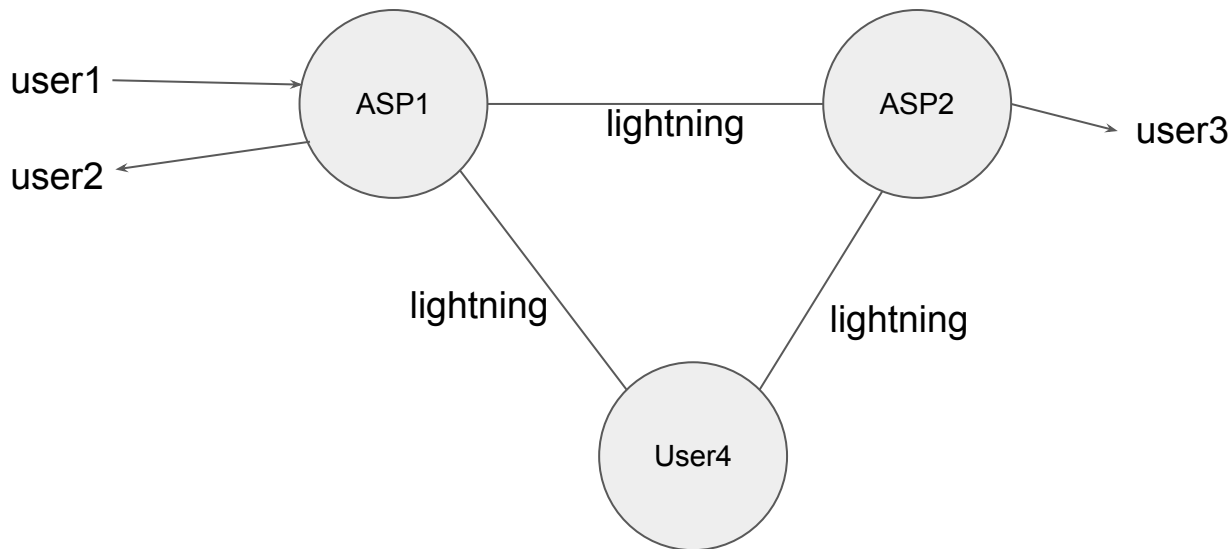 user1
ASP1
ASP2
lightning
user3
user2
lightning
lightning
User4